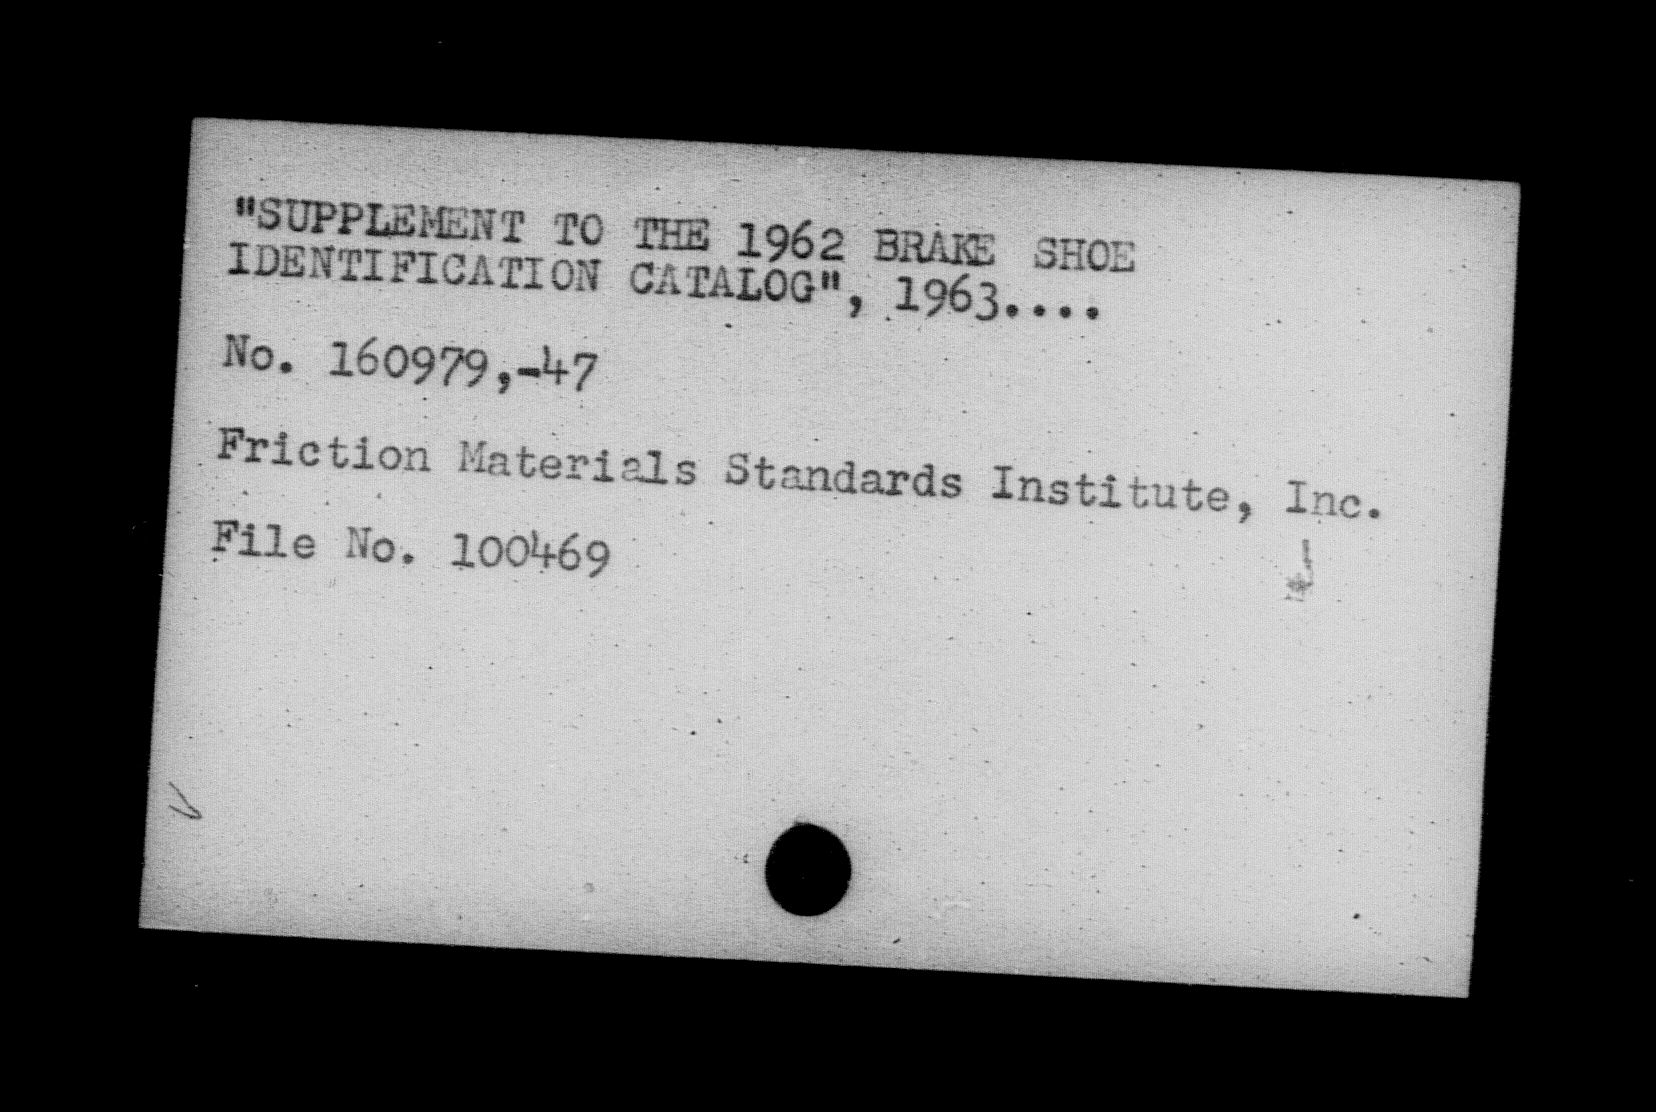 "SUPPLEMENT TO THE 1962 BRAKE SHOE
IDENTIFICATION CATALOG", 1963....
No. 160979,-47
Friction Materials Standards Institute, Inc.
File No. 100469